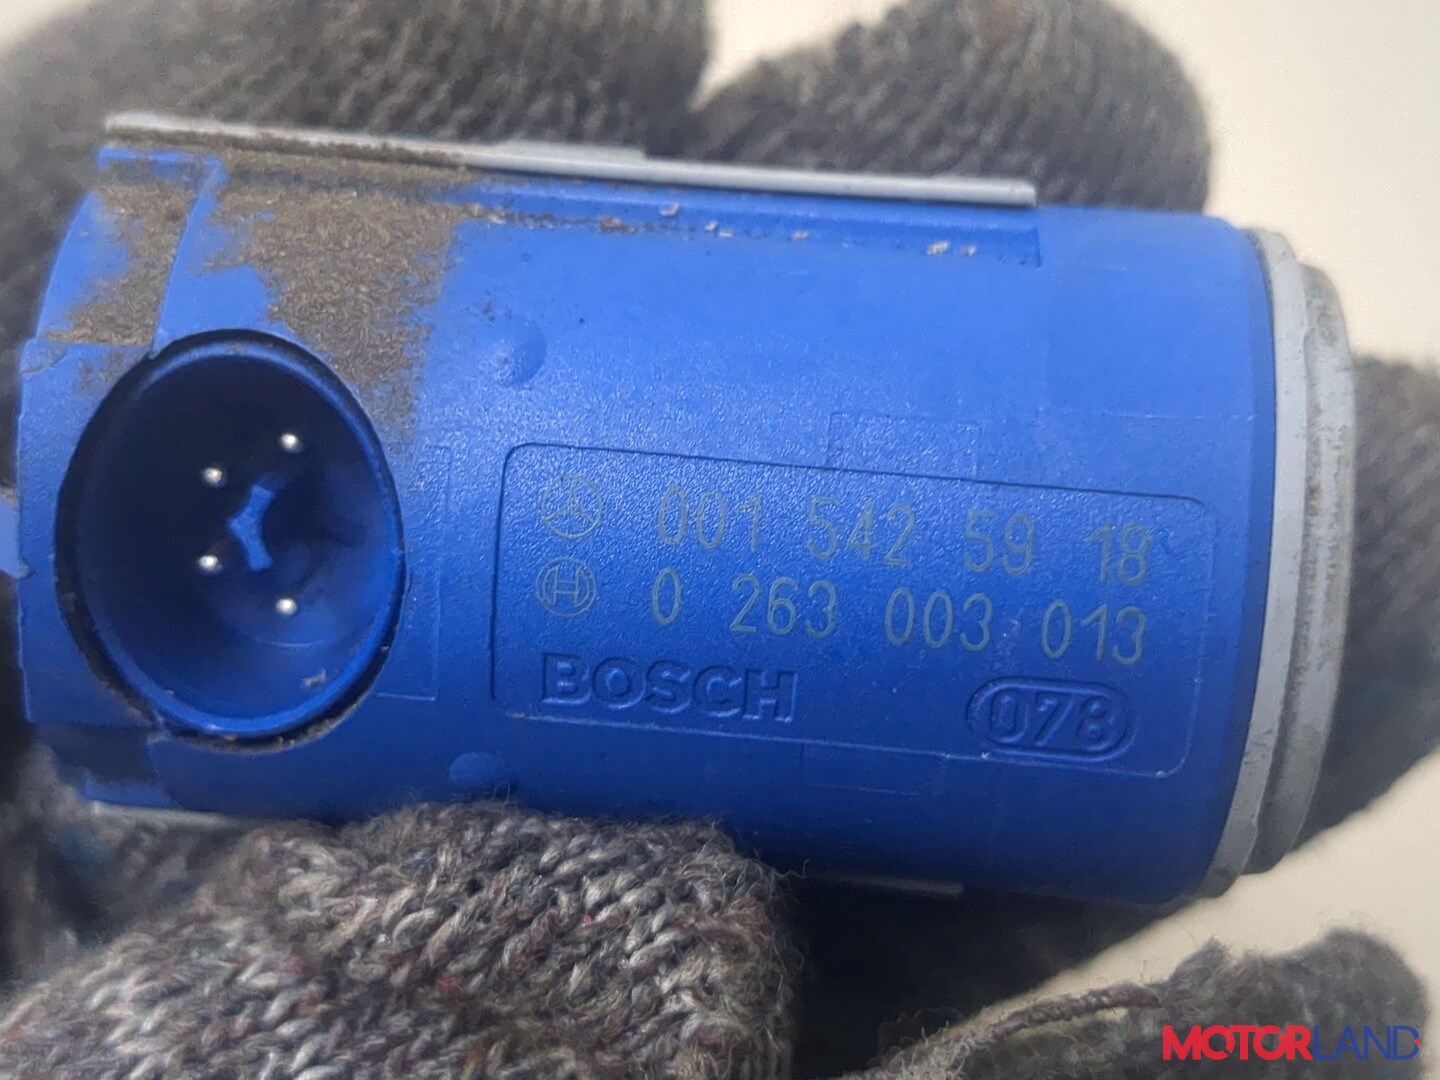 001 542 59 18
0 263 003 013
BOSCH 078
MOTORLAND